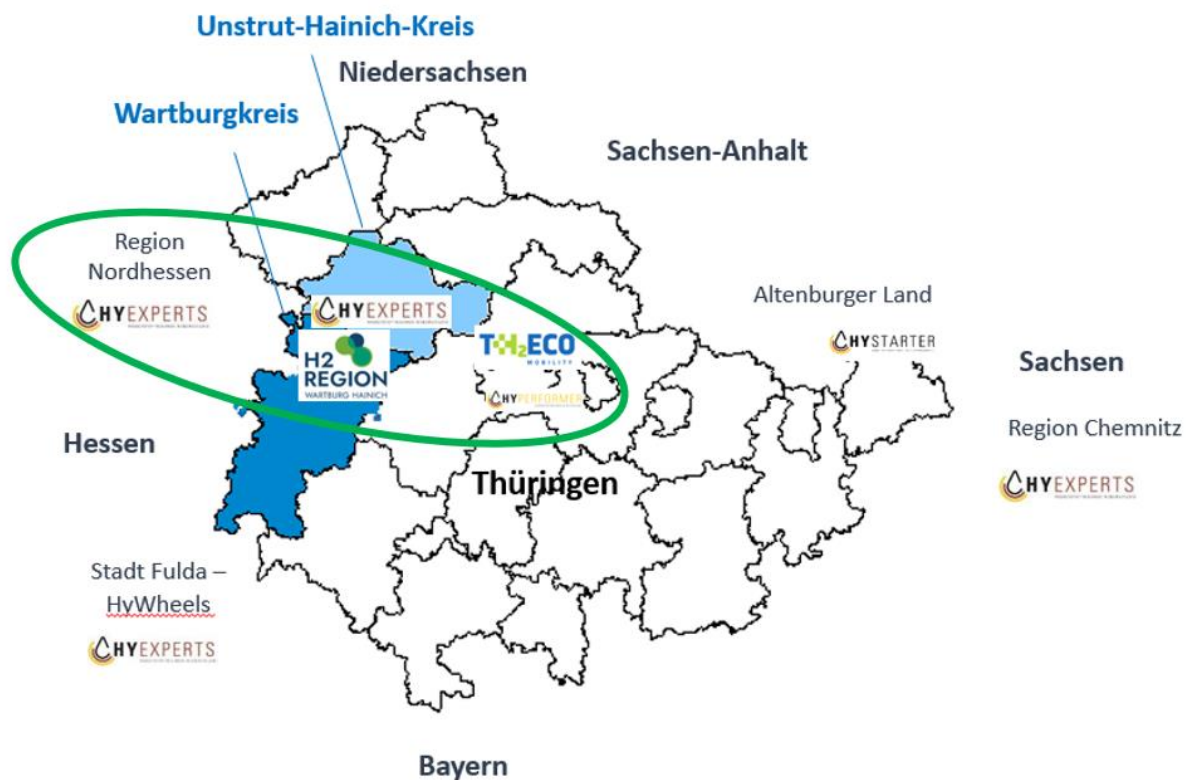 Unstrut-Hainich-Kreis
Niedersachsen
Wartburgkreis
Sachsen-Anhalt
Region
Nordhessen
HYEXPERTS
HYEXPERTS
H2
REGION
WARTBURG HAINICH
TH₂ECO
MOBILITY
HYPERFORMER
Altenburger Land
HYSTARTER
Sachsen
Region Chemnitz
HYEXPERTS
Hessen
Thüringen
Stadt Fulda –
HyWheels
HYEXPERTS
Bayern